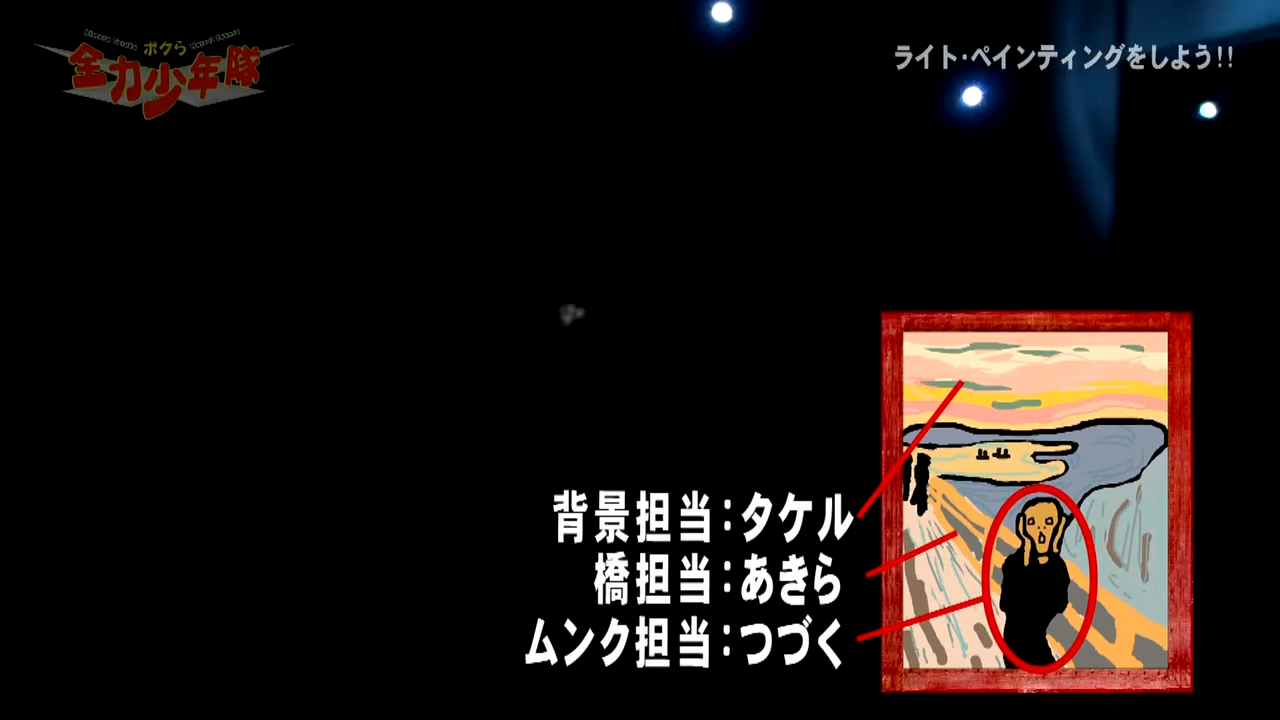 ボクら
全力少年隊
ライト・ペインティングをしよう!!
背景担当:タケル
橋担当:あきら
ムンク担当:つづく